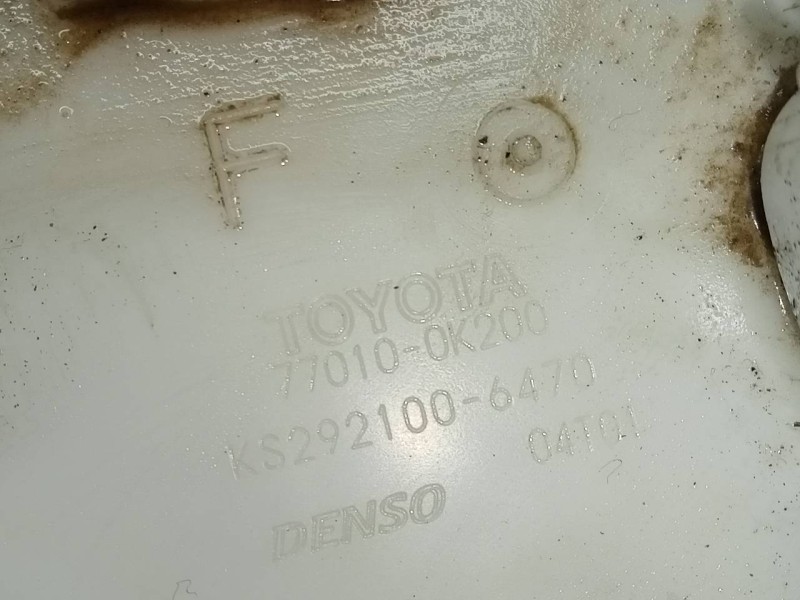 F
TOYOTA
77010-0K200
KS292100-6470
04T01
DENSO